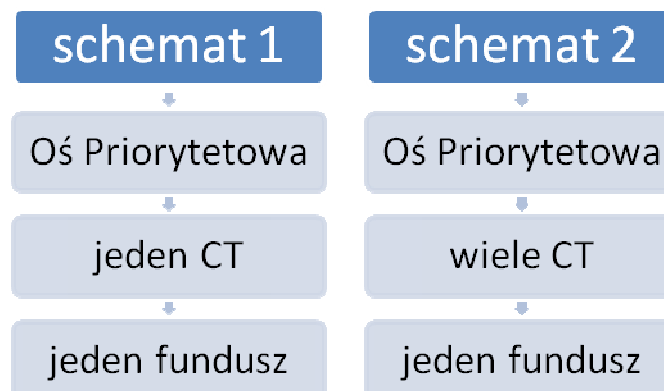 schemat 1
Oś Priorytetowa
jeden CT
jeden fundusz
schemat 2
Oś Priorytetowa
wiele CT
jeden fundusz